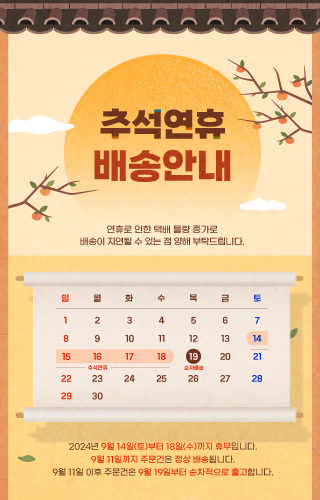 추석연휴
배송안내
연휴로 인한 택배 물량 증가로
배송이 지연될 수 있는 점 양해 부탁드립니다.
일 월 화 수 목 금 토
1 2 3 4 5 6 7
8 9 10 11 12 13 14
15 16 17 18 19 20 21
추석연휴 순차배송
22 23 24 25 26 27 28
29 30
2024년 9월 14일(토)부터 18일(수)까지 휴무입니다.
9월 11일까지 주문건은 정상 배송됩니다.
9월 11일 이후 주문건은 9월 19일부터 순차적으로 출고합니다.